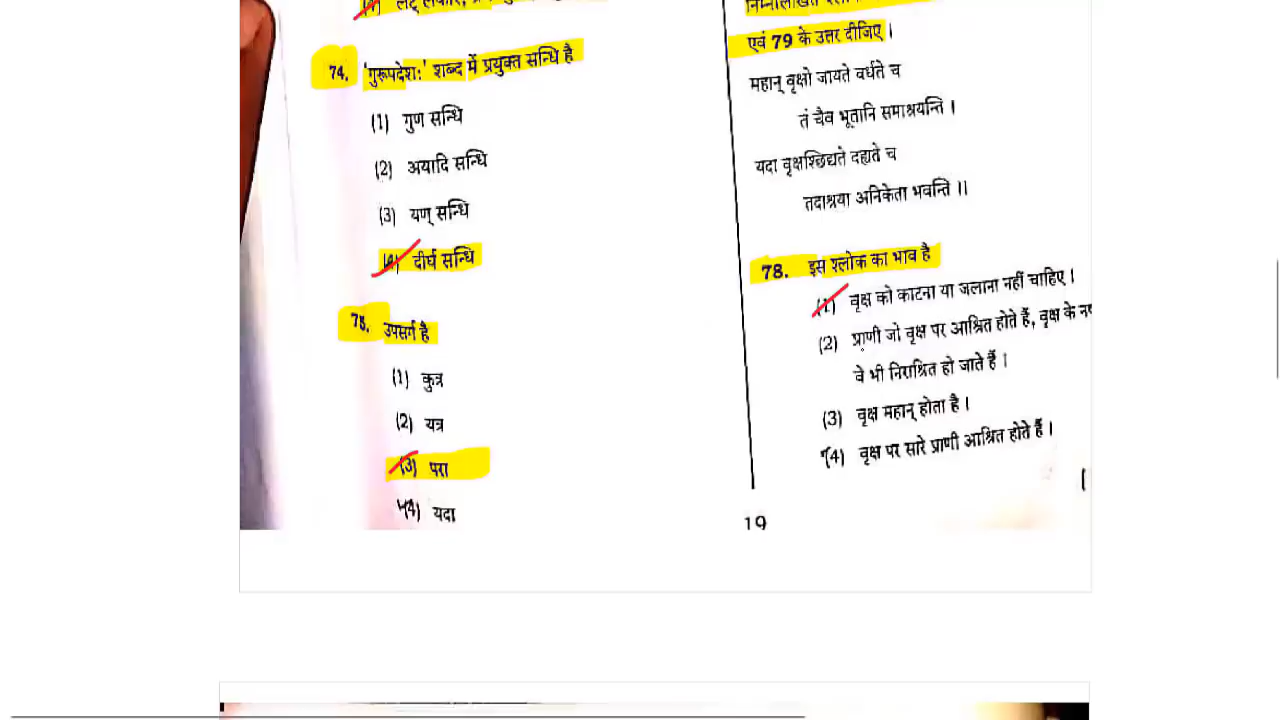 74. 'गुरूपदेशः' शब्द में प्रयुक्त सन्धि है
(1) गुण सन्धि
(2) अयादि सन्धि
(3) यण् सन्धि
(4) दीर्घ सन्धि
75. उपसर्ग है
(1) कुत्र
(2) यत्र
(3) परा
(4) यदा
एवं 79 के उत्तर दीजिए ।
महान् वृक्षो जायते वर्धते च
तं चैव भूतानि समाश्रयन्ति ।
यदा वृक्षश्छिद्यते दह्यते च
तदाश्रया अनिकेता भवन्ति ।।
78. इस श्लोक का भाव है
(1) वृक्ष को काटना या जलाना नहीं चाहिए ।
(2) प्राणी जो वृक्ष पर आश्रित होते हैं, वृक्ष के
वे भी निराश्रित हो जाते हैं ।
(3) वृक्ष महान् होता है ।
(4) वृक्ष पर सारे प्राणी आश्रित होते हैं ।
19